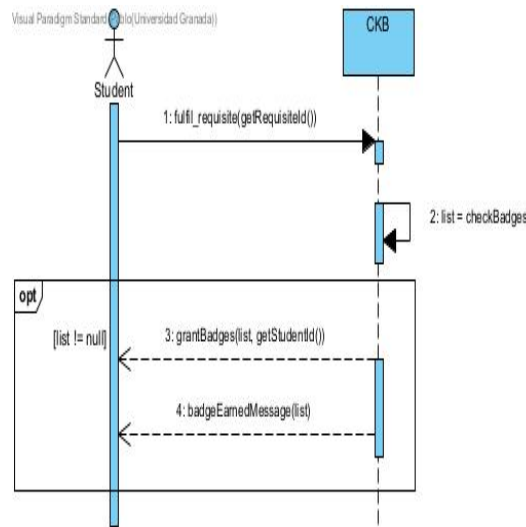 Visual Paradigm Standard Pablo(Universidad Granada))
CKB
Student
1: fulfil_requisite(getRequisiteId())
2: list = checkBadges
opt
[list != null]
3: grantBadges(list, getStudentId())
4: badgeEarnedMessage(list)